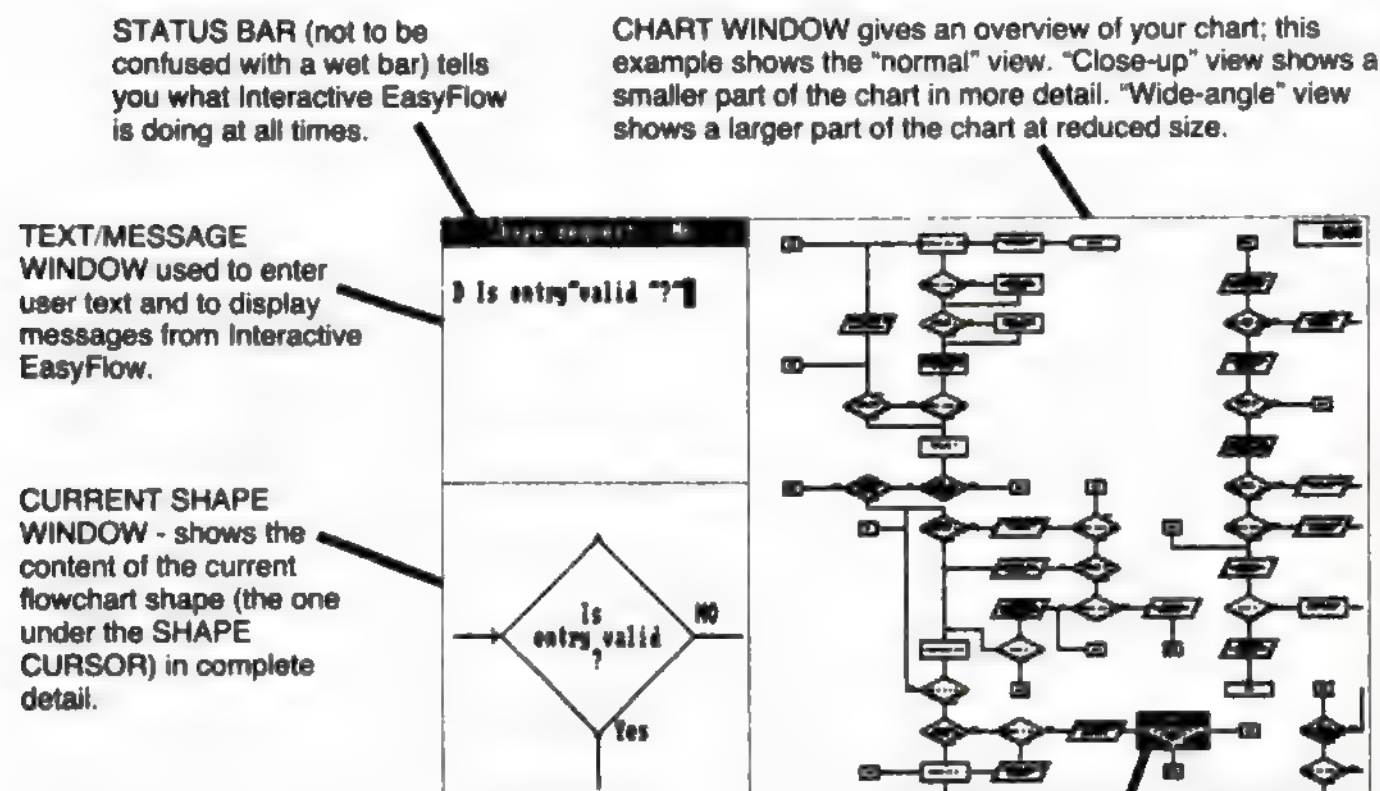 STATUS BAR (not to be
confused with a wet bar) tells
you what Interactive EasyFlow
is doing at all times.
CHART WINDOW gives an overview of your chart; this
example shows the "normal" view. "Close-up" view shows a
smaller part of the chart in more detail. "Wide-angle" view
shows a larger part of the chart at reduced size.
TEXT/MESSAGE
WINDOW used to enter
user text and to display
messages from Interactive
EasyFlow.
D Is entry"valid "?"
CURRENT SHAPE
WINDOW - shows the
content of the current
flowchart shape (the one
under the SHAPE
CURSOR) in complete
detail.
Is
entry valid
?
NO
Yes